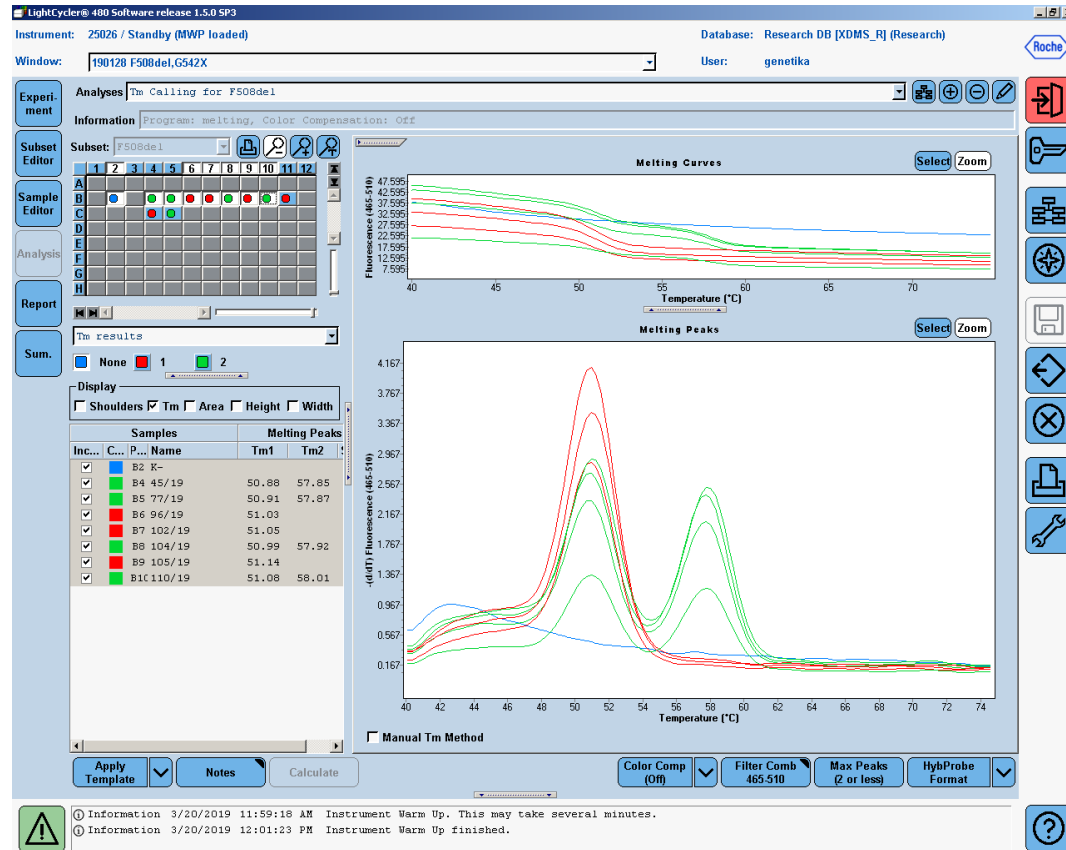 LightCycler® 480 Software release 1.5.0 SP3
Instrument: 25026 / Standby (MWP loaded)
Database: Research DB [XDMS_R] (Research)
Window: 190128 F508del,G542X
User: genetika
Roche
Experi-
ment
Subset
Editor
Sample
Editor
Analysis
Report
Sum.
Analyses Tm Calling for F508del
Information Program: melting, Color Compensation: Off
Subset: F508del
1 2 3 4 5 6 7 8 9 10 11 12
A
B
C
D
E
F
G
H
Tm results
None 1 2
Display
Shoulders Tm Area Height Width
Samples Melting Peaks
Inc... C... P... Name Tm1 Tm2
B2 K-
B4 45/19 50.88 57.85
B5 77/19 50.91 57.87
B6 96/19 51.03
B7 102/19 51.05
B8 104/19 50.99 57.92
B9 105/19 51.14
B1C 110/19 51.08 58.01
Melting Curves
Select Zoom
Fluorescence (465-510)
47.595
42.595
37.595
32.595
27.595
22.595
17.595
12.595
7.595
40 45 50 55 60 65 70
Temperature (°C)
Melting Peaks
Select Zoom
-(d/dT) Fluorescence (465-510)
4.167
3.767
3.367
2.967
2.567
2.167
1.767
1.367
0.967
0.567
0.167
40 42 44 46 48 50 52 54 56 58 60 62 64 66 68 70 72 74
Temperature (°C)
Manual Tm Method
Apply
Template
Notes
Calculate
Color Comp
(Off)
Filter Comb
465-510
Max Peaks
(2 or less)
HybProbe
Format
Information 3/20/2019 11:59:18 AM Instrument Warm Up. This may take several minutes.
Information 3/20/2019 12:01:23 PM Instrument Warm Up finished.